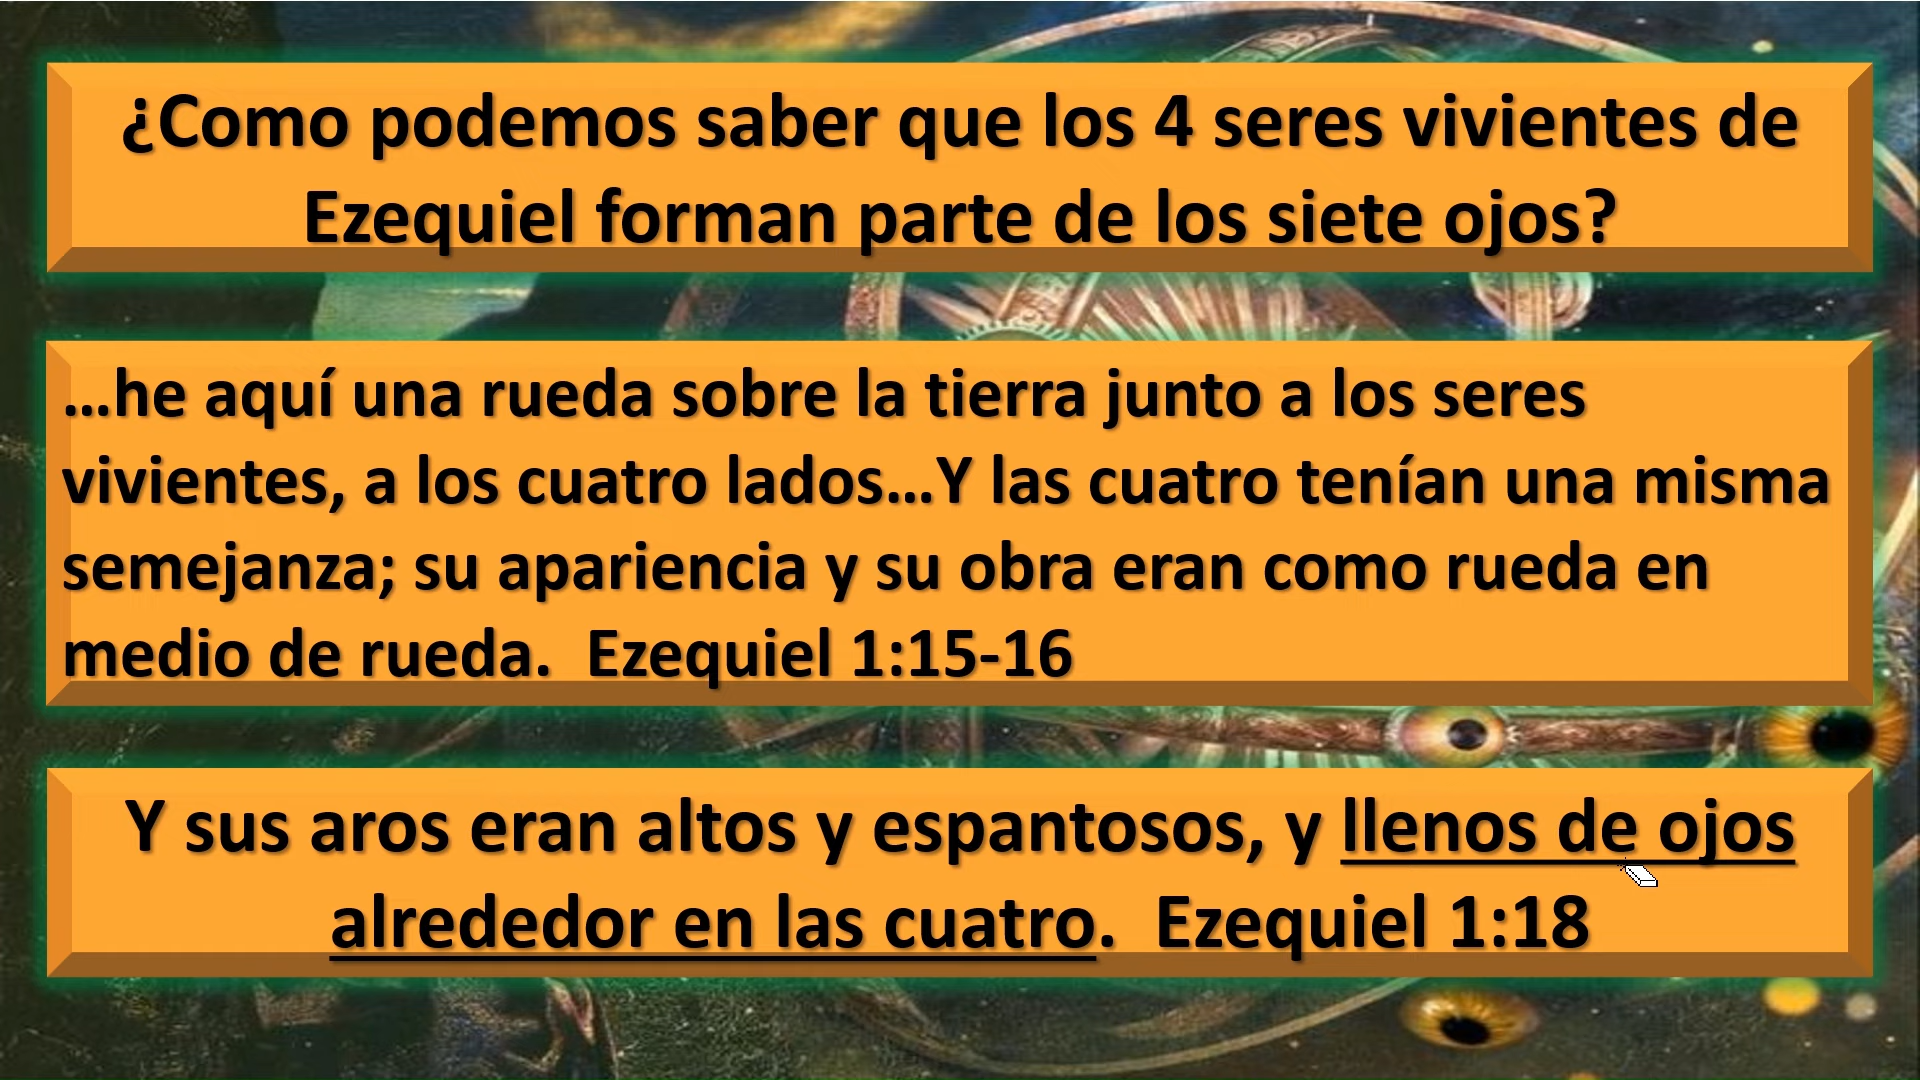 ¿Como podemos saber que los 4 seres vivientes de
Ezequiel forman parte de los siete ojos?
...he aquí una rueda sobre la tierra junto a los seres
vivientes, a los cuatro lados...Y las cuatro tenían una misma
semejanza; su apariencia y su obra eran como rueda en
medio de rueda.  Ezequiel 1:15-16
Y sus aros eran altos y espantosos, y llenos de ojos
alrededor en las cuatro.  Ezequiel 1:18